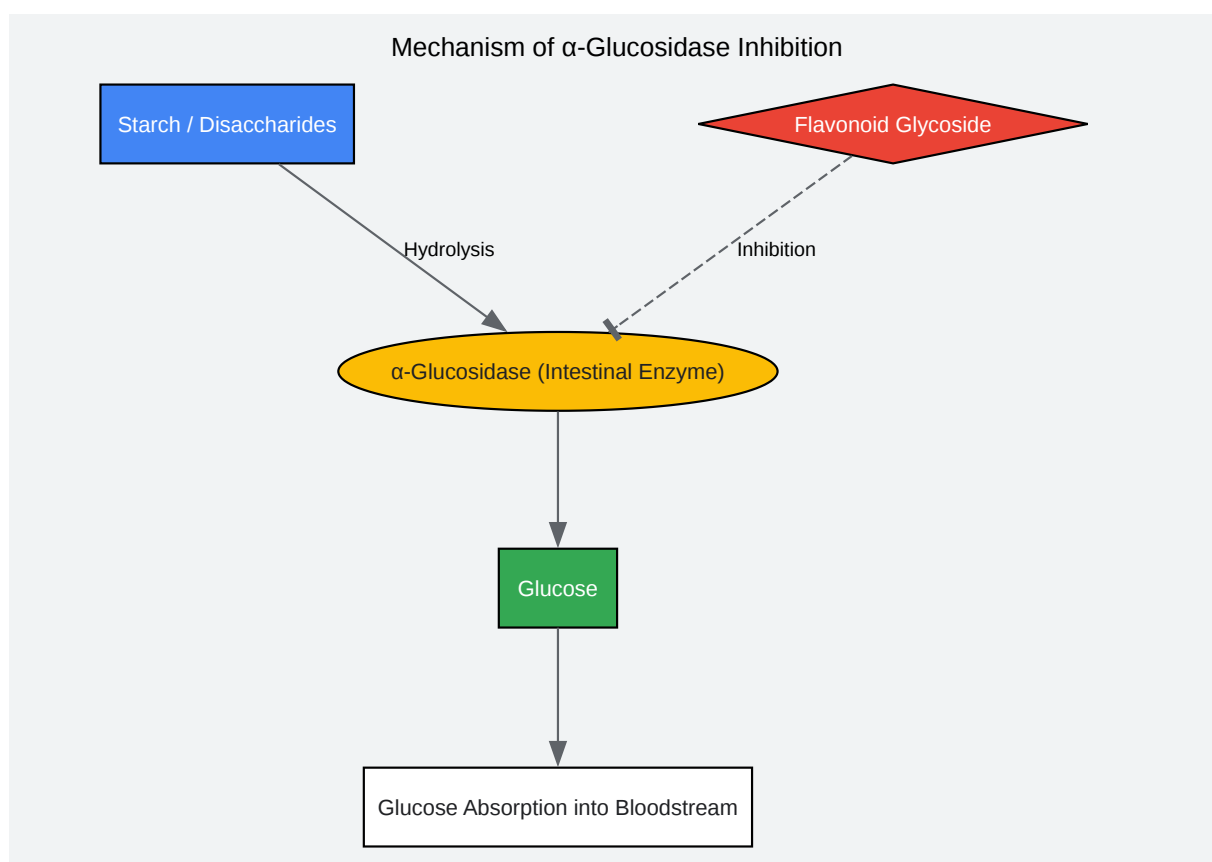 Mechanism of α-Glucosidase Inhibition
Starch / Disaccharides
Flavonoid Glycoside
Hydrolysis
Inhibition
α-Glucosidase (Intestinal Enzyme)
Glucose
Glucose Absorption into Bloodstream